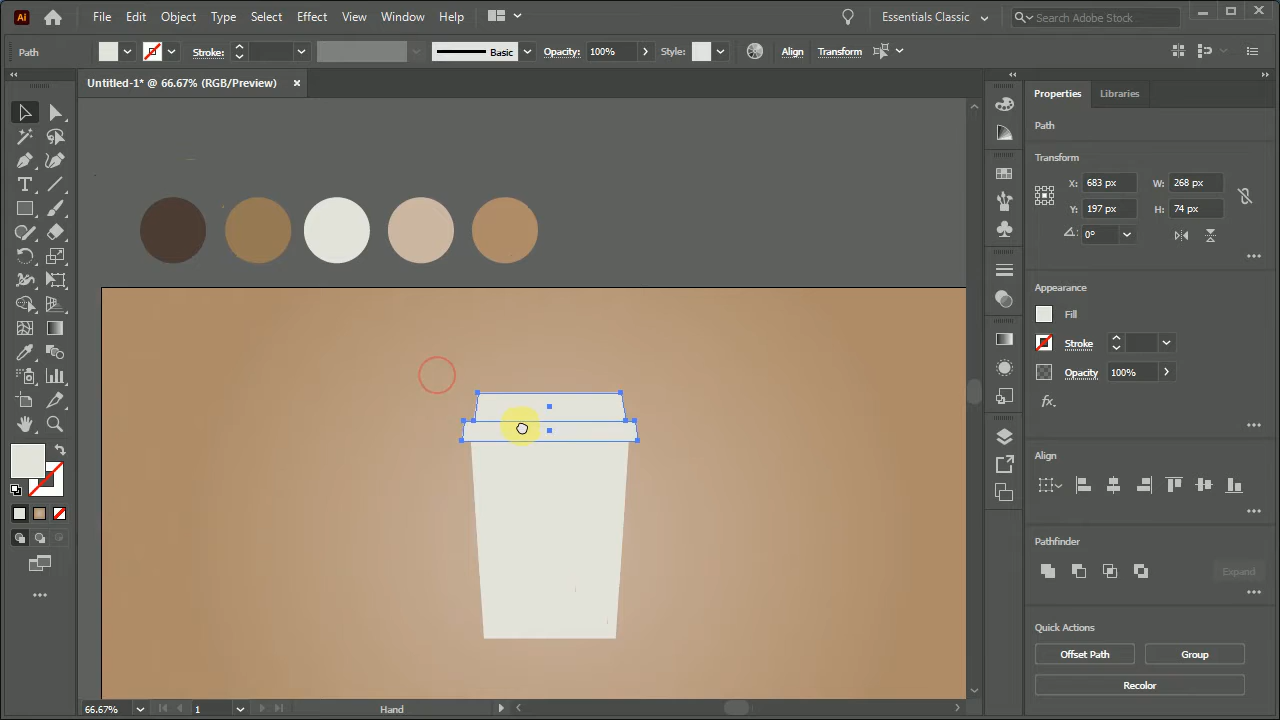 Ai File Edit Object Type Select Effect View Window Help Essentials Classic Search Adobe Stock
Path Stroke: Basic Opacity: 100% Style: Align Transform
Untitled-1* @ 66.67% (RGB/Preview) ×
Properties Libraries
Path
Transform
X: 683 px W: 268 px
Y: 197 px H: 74 px
0°
Appearance
Fill
Stroke
Opacity 100%
fx.
Align
Pathfinder
Expand
Quick Actions
Offset Path Group
Recolor
66.67% 1 Hand